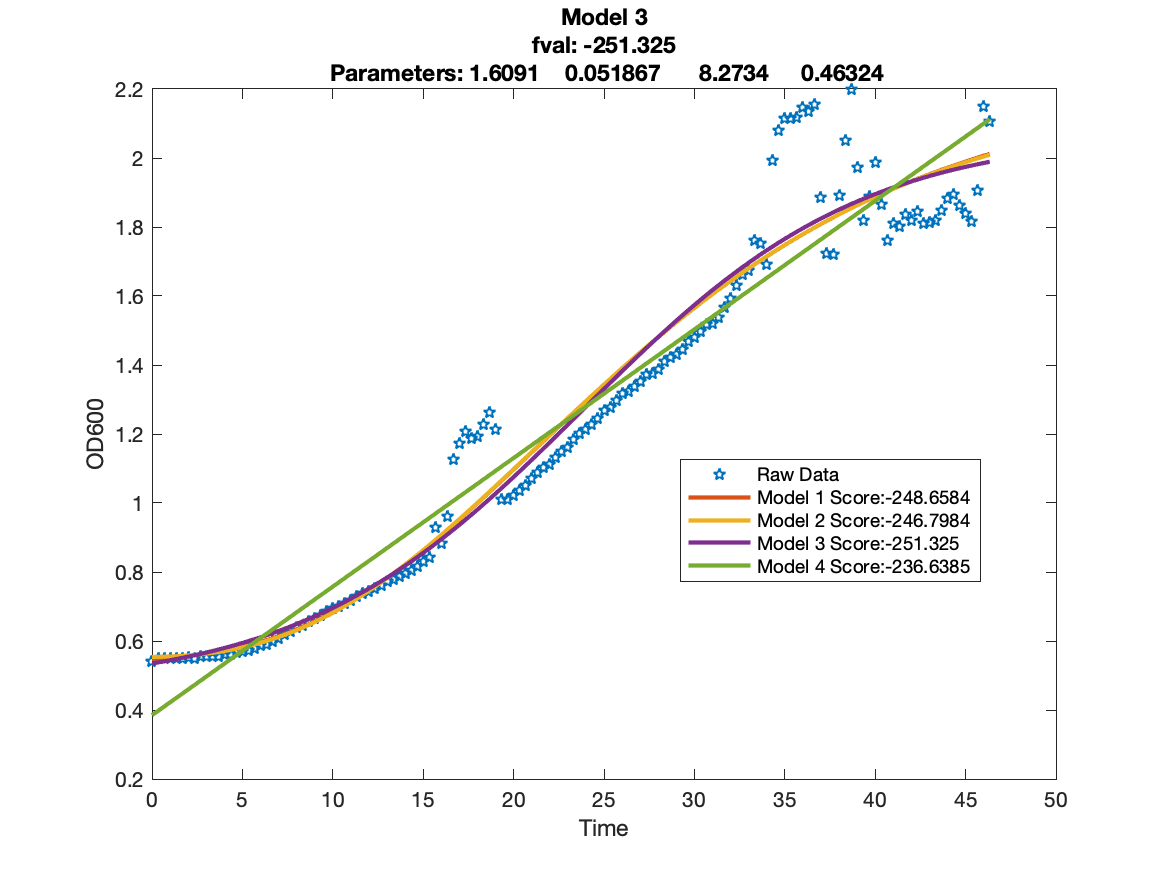 Model 3
fval: -251.325
Parameters: 1.6091 0.051867 8.2734 0.46324
2.2
2
1.8
1.6
1.4
1.2
1
0.8
0.6
0.4
0.2
OD600
Raw Data
Model 1 Score:-248.6584
Model 2 Score:-246.7984
Model 3 Score:-251.325
Model 4 Score:-236.6385
0 5 10 15 20 25 30 35 40 45 50
Time